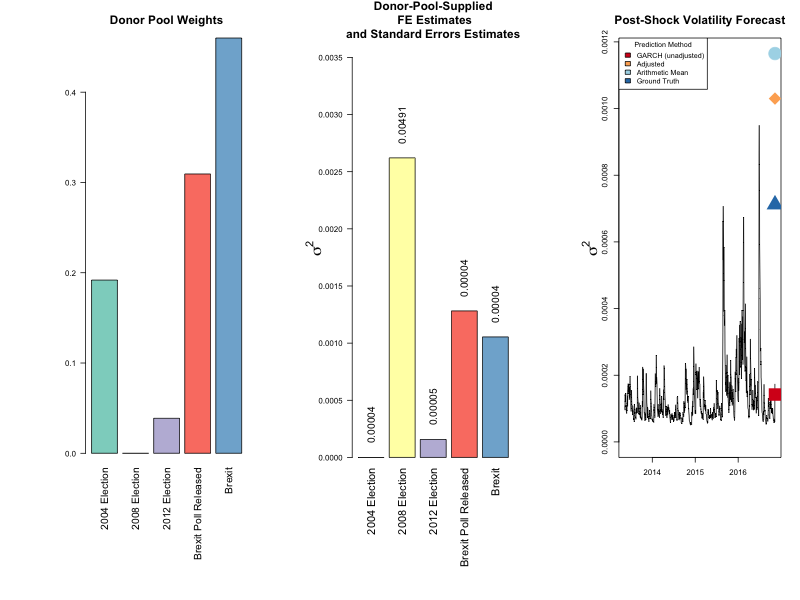 Donor Pool Weights
0.4
0.3
0.2
0.1
0.0
2004 Election
2008 Election
2012 Election
Brexit Poll Released
Brexit
Donor-Pool-Supplied
FE Estimates
and Standard Errors Estimates
σ²
0.0035
0.0030
0.0025
0.0020
0.0015
0.0010
0.0005
0.0000
0.00004
0.00491
0.00005
0.00004
0.00004
2004 Election
2008 Election
2012 Election
Brexit Poll Released
Brexit
Post-Shock Volatility Forecast
σ²
0.0012
0.0010
0.0008
0.0006
0.0004
0.0002
0.0000
Prediction Method
GARCH (unadjusted)
Adjusted
Arithmetic Mean
Ground Truth
2014
2015
2016